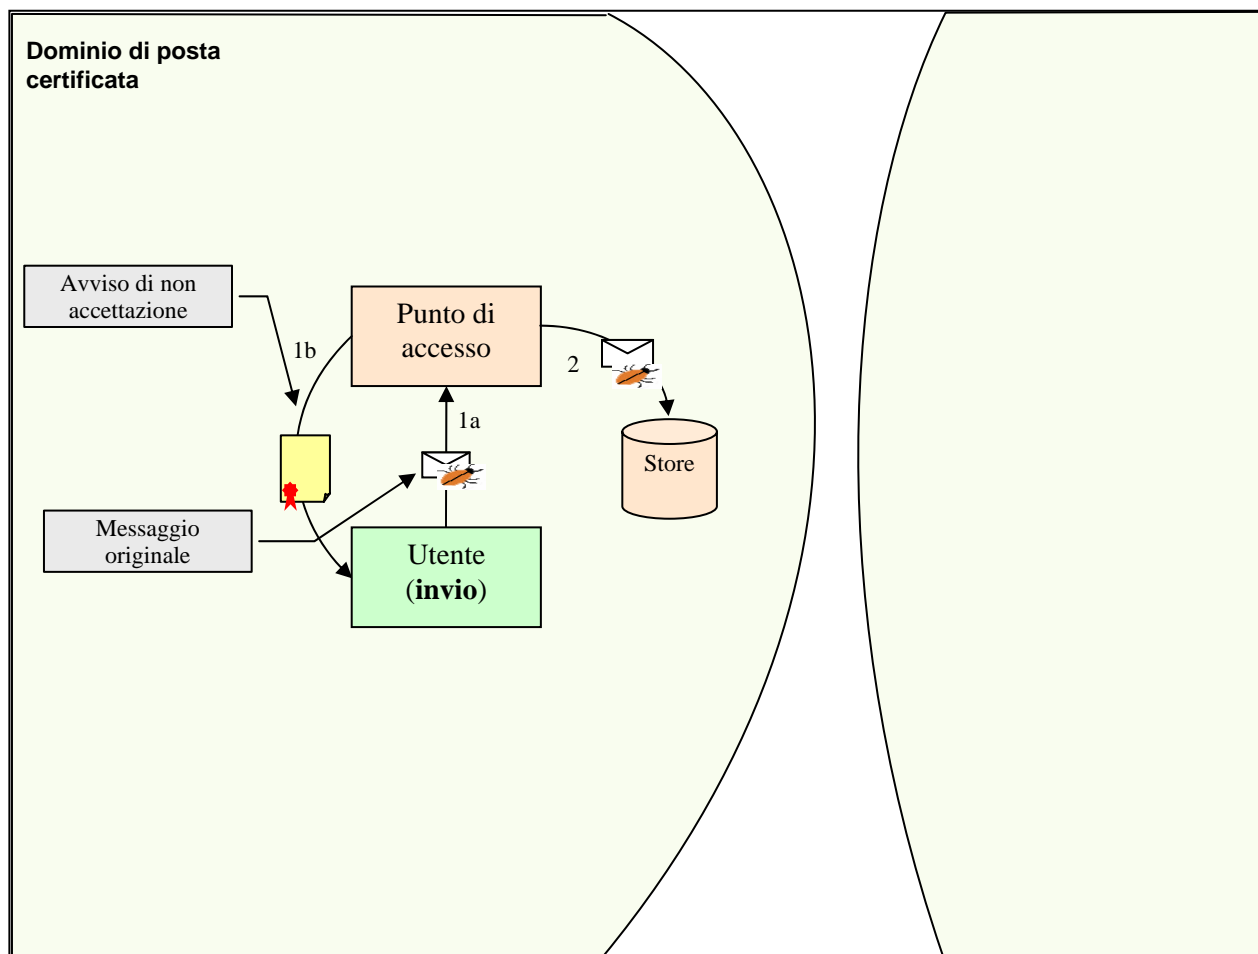 Dominio di posta
certificata
Avviso di non
accettazione
Punto di
accesso
1b
2
1a
Store
Messaggio
originale
Utente
(invio)